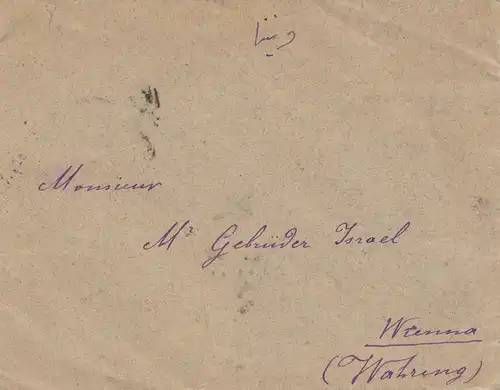 Monsieur
Mr Gebrüder Israel
Wienna
(Wahring)